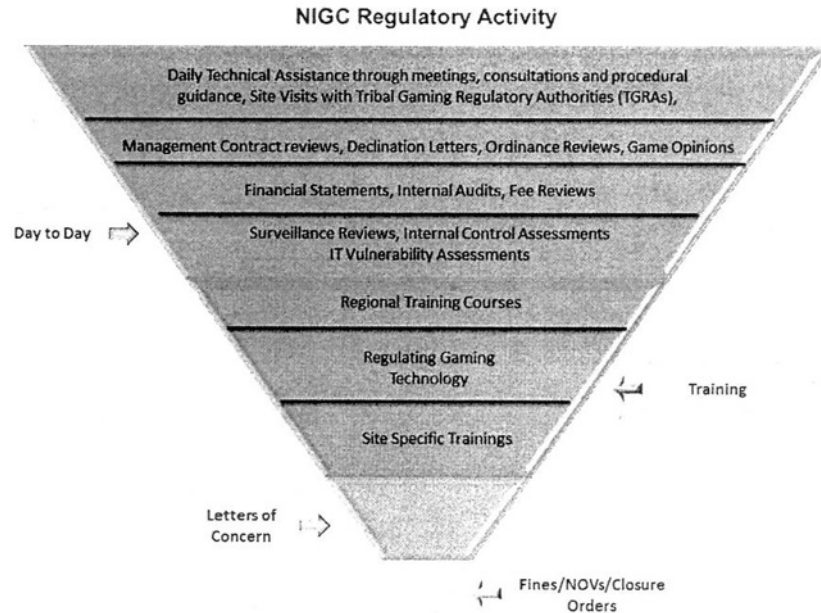 NIGC Regulatory Activity
Daily Technical Assistance through meetings, consultations and procedural
guidance, Site Visits with Tribal Gaming Regulatory Authorities (TGRAs),
Management Contract reviews, Declination Letters, Ordinance Reviews, Game Opinions
Financial Statements, Internal Audits, Fee Reviews
Day to Day
Surveillance Reviews, Internal Control Assessments
IT Vulnerability Assessments
Regional Training Courses
Regulating Gaming
Technology
Training
Site Specific Trainings
Letters of
Concern
Fines/NOVs/Closure
Orders